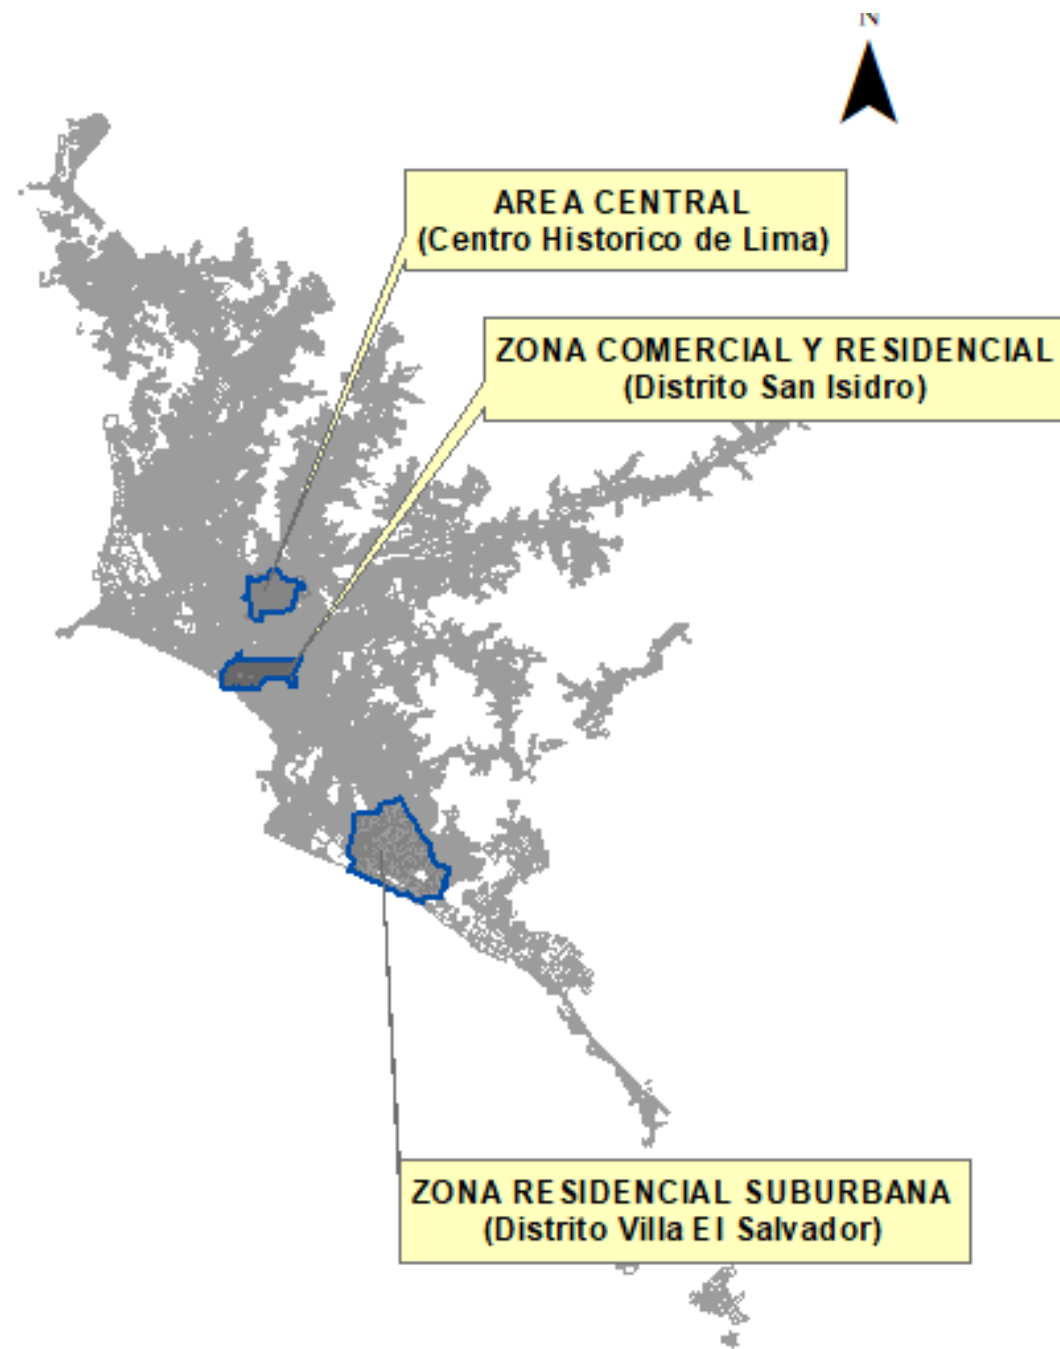 N
AREA CENTRAL
(Centro Historico de Lima)
ZONA COMERCIAL Y RESIDENCIAL
(Distrito San Isidro)
ZONA RESIDENCIAL SUBURBANA
(Distrito Villa El Salvador)